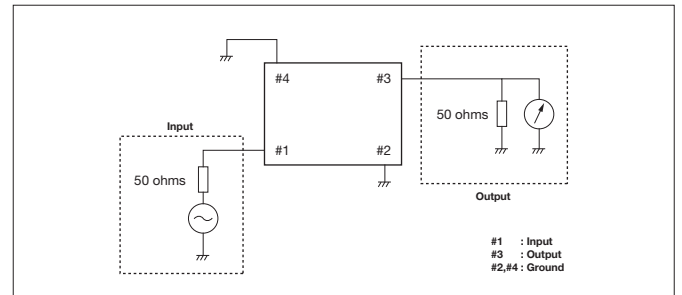 #4
#3
50 ohms
Input
#1
#2
50 ohms
Output
#1 : Input
#3 : Output
#2,#4 : Ground